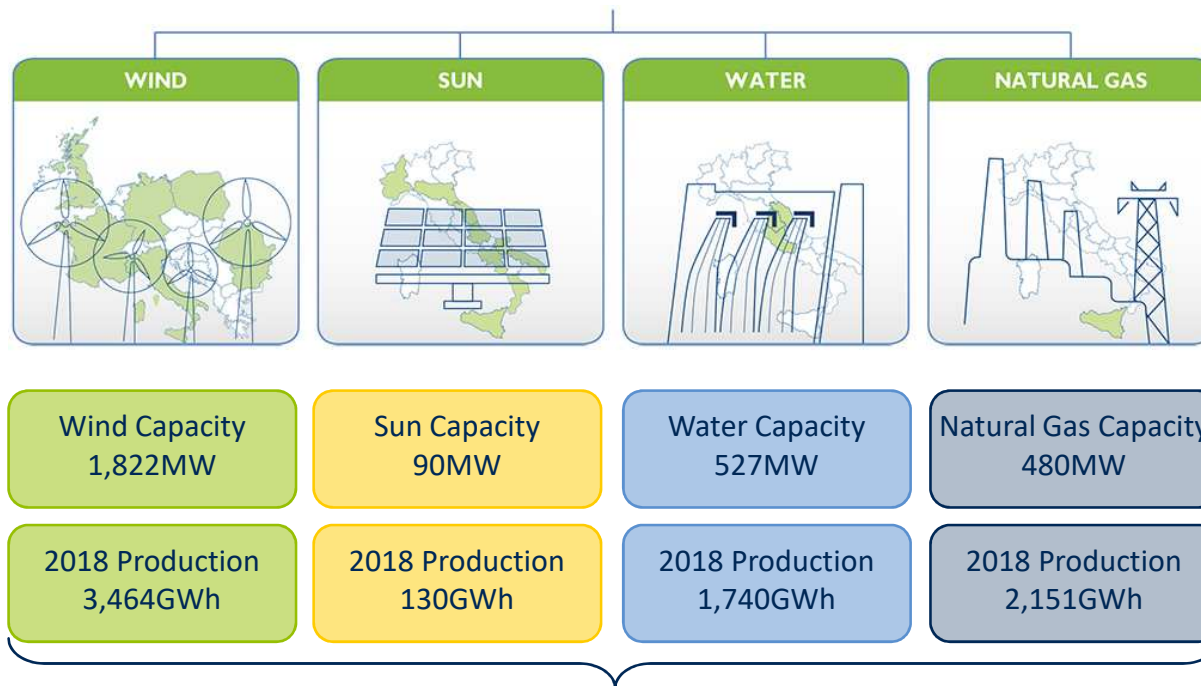 WIND
SUN
WATER
NATURAL GAS
Wind Capacity
1,822MW
Sun Capacity
90MW
Water Capacity
527MW
Natural Gas Capacity
480MW
2018 Production
3,464GWh
2018 Production
130GWh
2018 Production
1,740GWh
2018 Production
2,151GWh